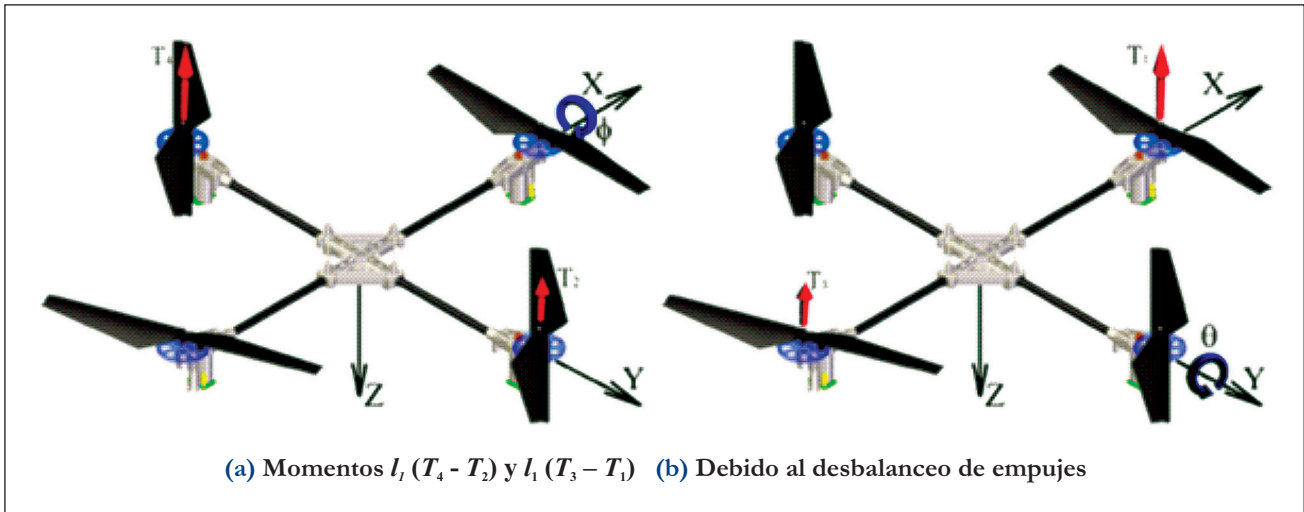 T₄
X
ϕ
T₂
Z
Y
T₁
X
T₃
θ
Z
Y
(a) Momentos l₁ (T₄ - T₂) y l₁ (T₃ – T₁) (b) Debido al desbalanceo de empujes